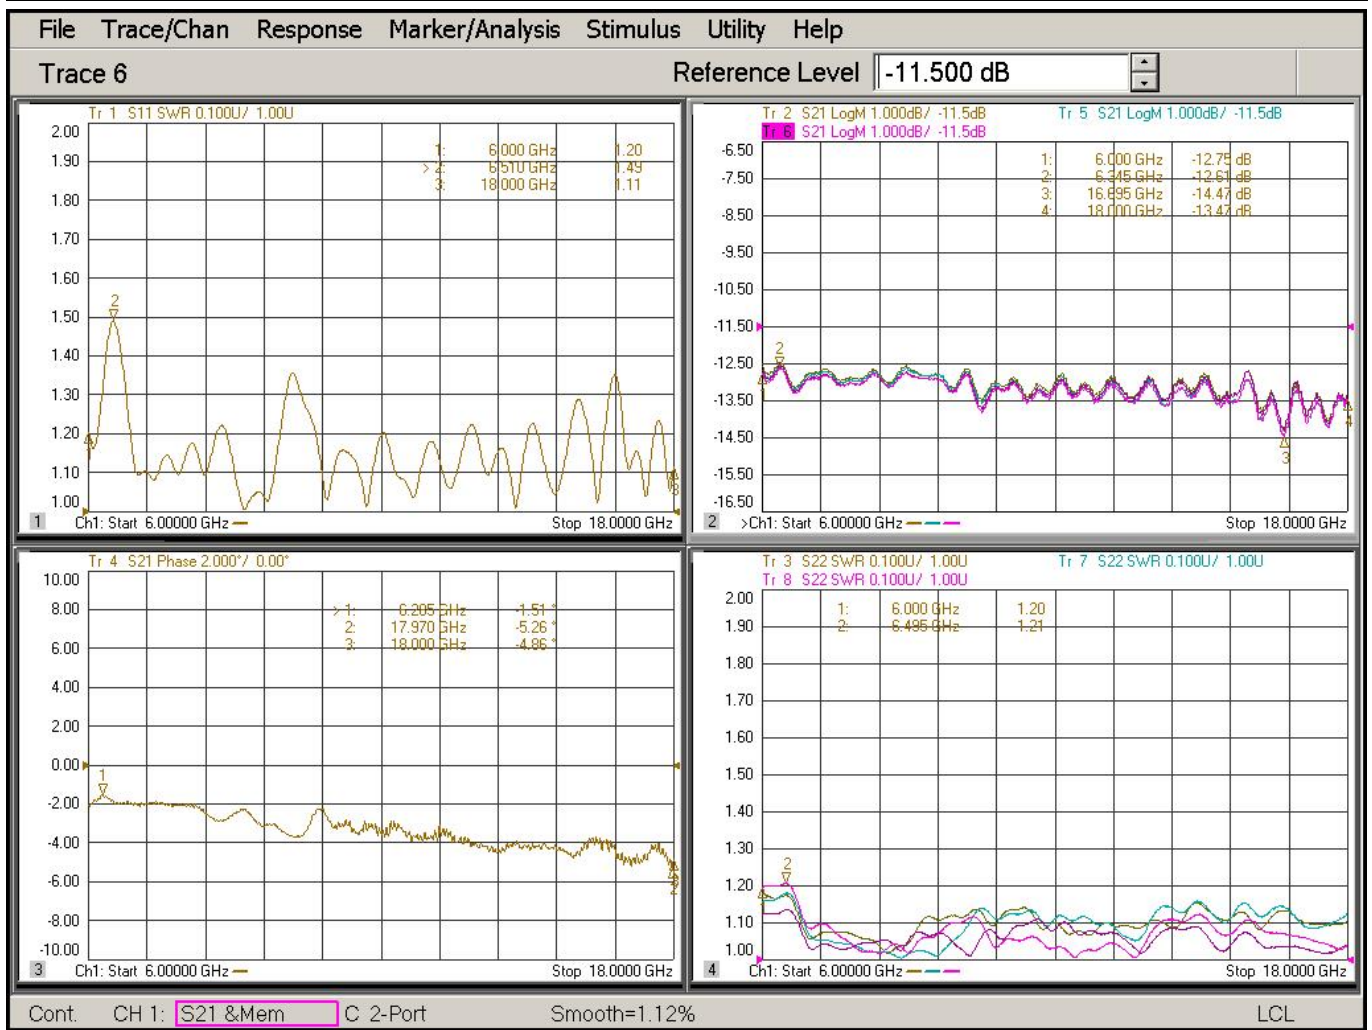 File Trace/Chan Response Marker/Analysis Stimulus Utility Help
Trace 6 Reference Level -11.500 dB
Tr 1 S11 SWR 0.100U/ 1.00U
2.00
1.90
1.80
1.70
1.60
1.50
1.40
1.30
1.20
1.10
1.00
1: 6.000 GHz 1.20
> 2: 6.510 GHz 1.49
3: 18.000 GHz 1.11
2
3
1 Ch1: Start 6.00000 GHz Stop 18.0000 GHz
Tr 2 S21 LogM 1.000dB/ -11.5dB Tr 5 S21 LogM 1.000dB/ -11.5dB
Tr 6 S21 LogM 1.000dB/ -11.5dB
-6.50
-7.50
-8.50
-9.50
-10.50
-11.50
-12.50
-13.50
-14.50
-15.50
-16.50
1: 6.000 GHz -12.75 dB
2: 6.345 GHz -12.61 dB
3: 16.695 GHz -14.47 dB
4: 18.000 GHz -13.47 dB
2
3
4
2 >Ch1: Start 6.00000 GHz Stop 18.0000 GHz
Tr 4 S21 Phase 2.000°/ 0.00°
10.00
8.00
6.00
4.00
2.00
0.00
-2.00
-4.00
-6.00
-8.00
-10.00
> 1: 6.205 GHz -1.51 °
2: 17.970 GHz -5.26 °
3: 18.000 GHz -4.86 °
1
3 Ch1: Start 6.00000 GHz Stop 18.0000 GHz
Tr 3 S22 SWR 0.100U/ 1.00U Tr 7 S22 SWR 0.100U/ 1.00U
Tr 8 S22 SWR 0.100U/ 1.00U
2.00
1.90
1.80
1.70
1.60
1.50
1.40
1.30
1.20
1.10
1.00
1: 6.000 GHz 1.20
2: 6.495 GHz 1.21
2
4 Ch1: Start 6.00000 GHz Stop 18.0000 GHz
Cont. CH 1: S21 &Mem C 2-Port Smooth=1.12% LCL